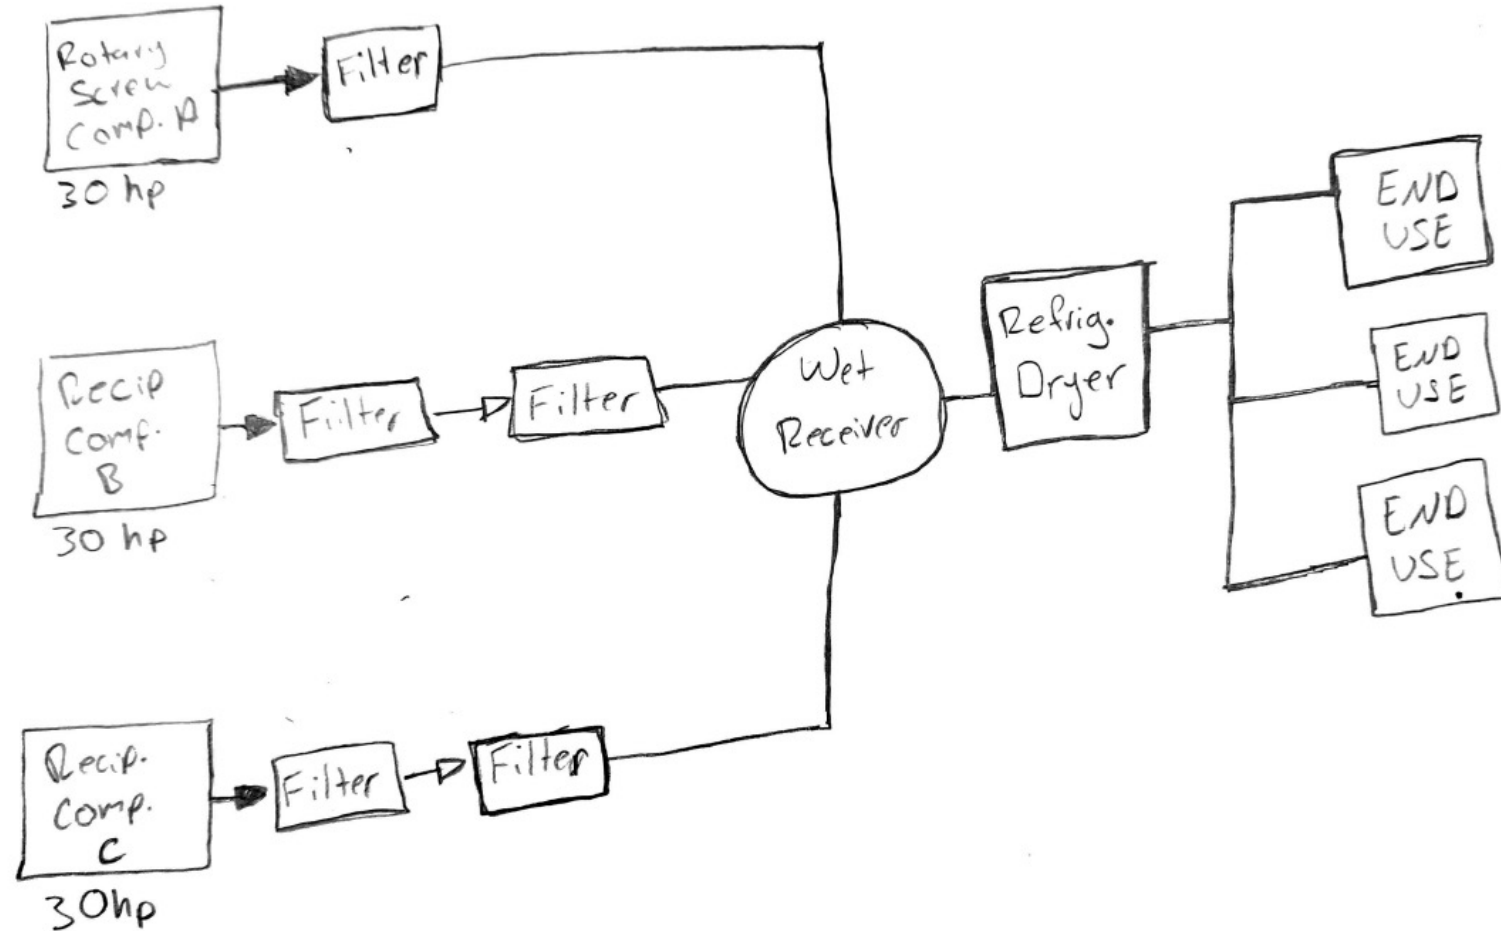 Rotary
Screw
Comp. A
30 hp
Filter
Recip
Comp.
B
30 hp
Filter
Filter
Recip.
Comp.
C
30hp
Filter
Filter
Wet
Receiver
Refrig.
Dryer
END
USE
END
USE
END
USE